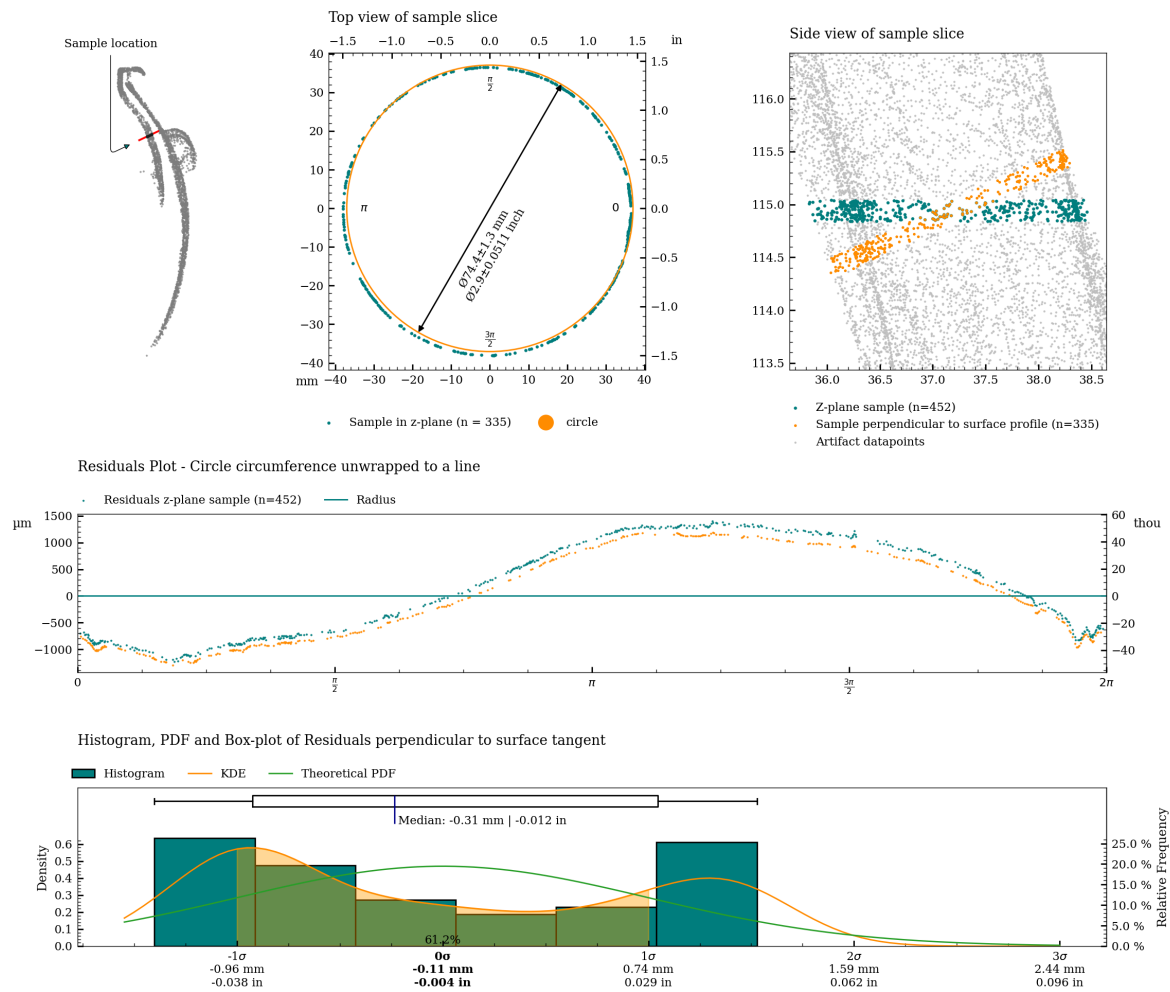 Sample location
Top view of sample slice
−1.5 −1.0 −0.5 0.0 0.5 1.0 1.5 in
40 30 20 10 0 −10 −20 −30 −40
1.5 1.2 1.0 0.5 0.0 −0.5 −1.0 −1.5
π/2
π
0
3π/2
Ø74.4±1.3 mm
Ø2.9±0.0511 inch
mm −40 −30 −20 −10 0 10 20 30 40
Sample in z-plane (n = 335) circle
Side view of sample slice
116.0
115.5
115.0
114.5
114.0
113.5
36.0 36.5 37.0 37.5 38.0 38.5
Z-plane sample (n=452)
Sample perpendicular to surface profile (n=335)
Artifact datapoints
Residuals Plot - Circle circumference unwrapped to a line
Residuals z-plane sample (n=452) Radius
µm
1500
1000
500
0
−500
−1000
60 thou
40
20
0
−20
−40
0 π/2 π 3π/2 2π
Histogram, PDF and Box-plot of Residuals perpendicular to surface tangent
Histogram KDE Theoretical PDF
Median: -0.31 mm | -0.012 in
Density
0.6
0.5
0.4
0.3
0.2
0.1
0.0
25.0 %
20.0 %
15.0 %
10.0 %
5.0 %
0.0 %
Relative Frequency
61.2%
-1σ 0σ 1σ 2σ 3σ
-0.96 mm -0.11 mm 0.74 mm 1.59 mm 2.44 mm
-0.038 in -0.004 in 0.029 in 0.062 in 0.096 in